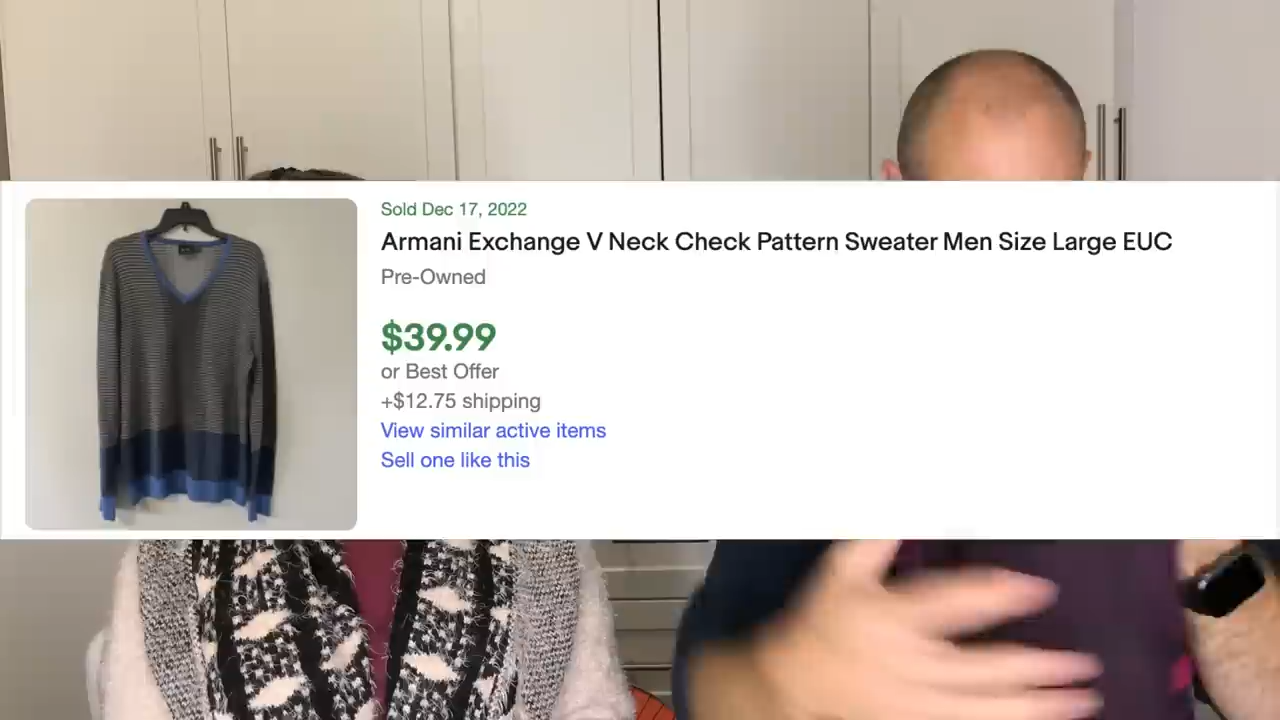 Sold Dec 17, 2022
Armani Exchange V Neck Check Pattern Sweater Men Size Large EUC
Pre-Owned
$39.99
or Best Offer
+$12.75 shipping
View similar active items
Sell one like this